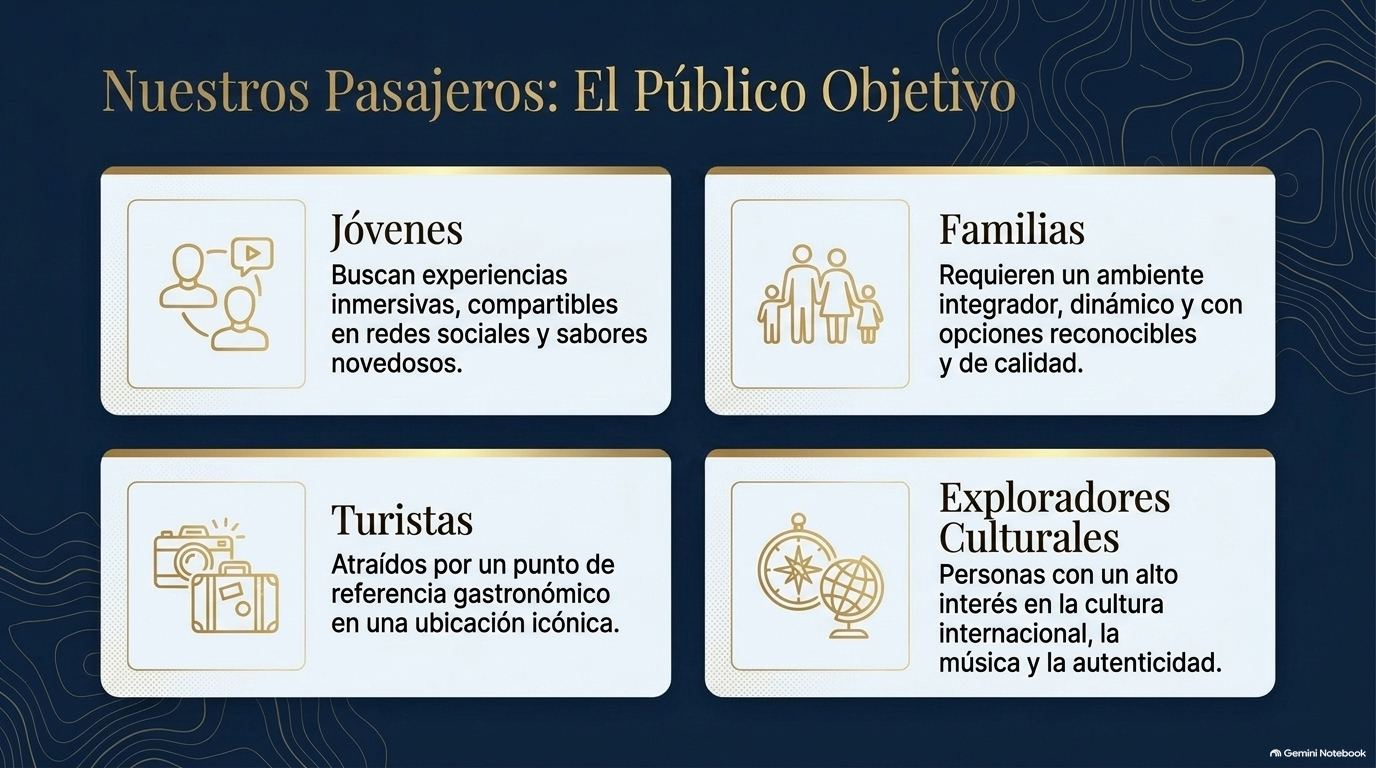 Nuestros Pasajeros: El Público Objetivo
Jóvenes
Buscan experiencias
inmersivas, compartibles
en redes sociales y sabores
novedosos.
Familias
Requieren un ambiente
integrador, dinámico y con
opciones reconocibles
y de calidad.
Turistas
Atraídos por un punto de
referencia gastronómico
en una ubicación icónica.
Exploradores
Culturales
Personas con un alto
interés en la cultura
internacional, la
música y la autenticidad.
Gemini Notebook